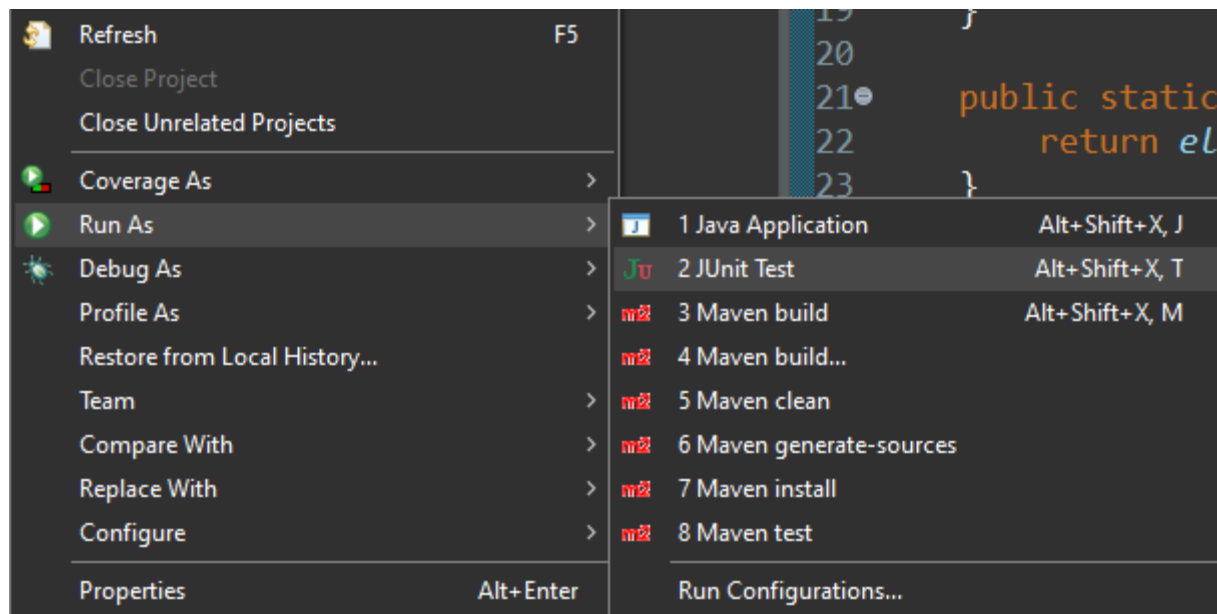 Refresh F5
Close Project
Close Unrelated Projects
Coverage As
Run As
Debug As
Profile As
Restore from Local History...
Team
Compare With
Replace With
Configure
Properties Alt+Enter
19 }
20
21 public static
22 return el
23 }
1 Java Application Alt+Shift+X, J
2 JUnit Test Alt+Shift+X, T
3 Maven build Alt+Shift+X, M
4 Maven build...
5 Maven clean
6 Maven generate-sources
7 Maven install
8 Maven test
Run Configurations...